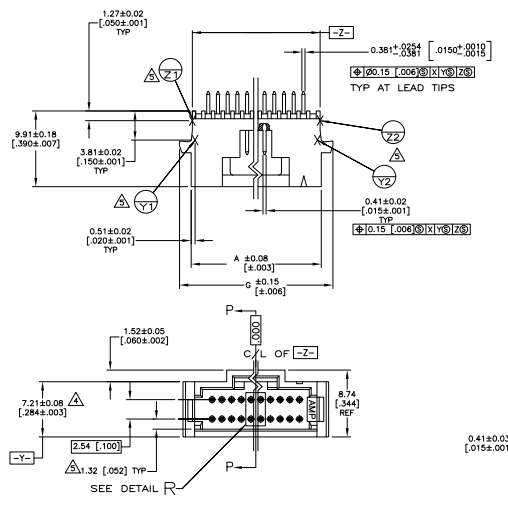 1.27±0.02
[.050±.001]
TYP
-Z-
0.381+.0254
-.0381
[.0150+.0010
-.0015]
⌖ Ø0.15 [.006]Ⓢ X YⓈ ZⓈ
TYP AT LEAD TIPS
5
Z1
9.91±0.18
[.390±.007]
3.81±0.02
[.150±.001]
TYP
Z2
5
5
Y1
Y2
0.41±0.02
[.015±.001]
TYP
⌖ 0.15 [.006]Ⓢ X YⓈ ZⓈ
0.51±0.02
[.020±.001]
TYP
A ±0.08
[±.003]
G ±0.15
[±.006]
P
.000
1.52±0.05
[.060±.002]
C/L OF -Z-
7.21±0.08
[.284±.003]
4
8.74
[.344]
REF
AMP
2.54 [.100]
-Y-
5
1.32 [.052] TYP
P
SEE DETAIL R
0.41±0.03
[.015±.001